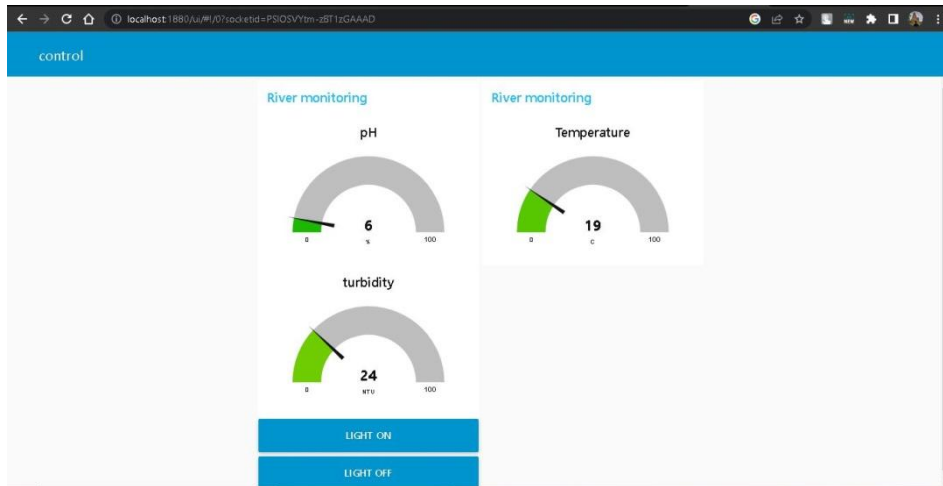 localhost:1880/ui/#!/0?socketid=PSIOSVYtm-zBT1zGAAAD
NEW
control
River monitoring
pH
6
%
0
100
turbidity
24
NTU
0
100
LIGHT ON
LIGHT OFF
River monitoring
Temperature
19
C
0
100